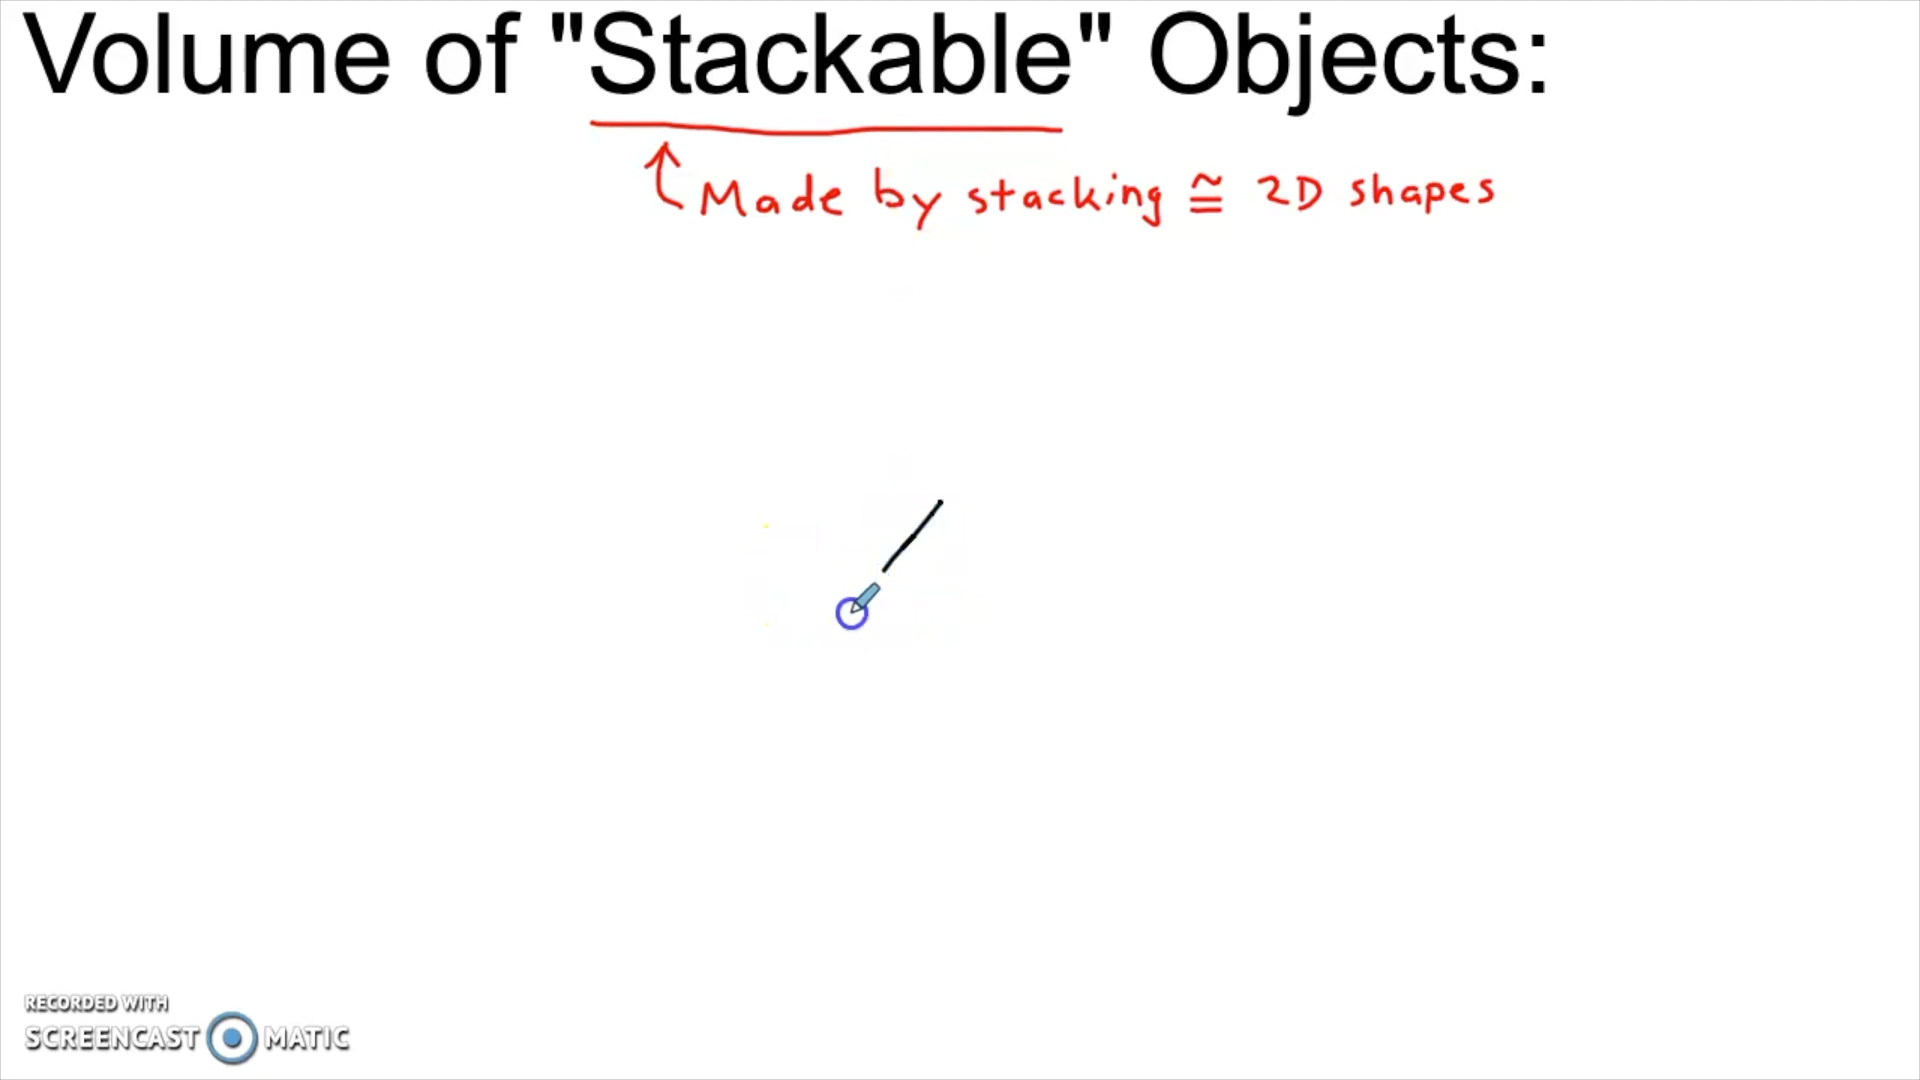 Volume of "Stackable" Objects:
Made by stacking ≅ 2D shapes
RECORDED WITH
SCREENCAST MATIC